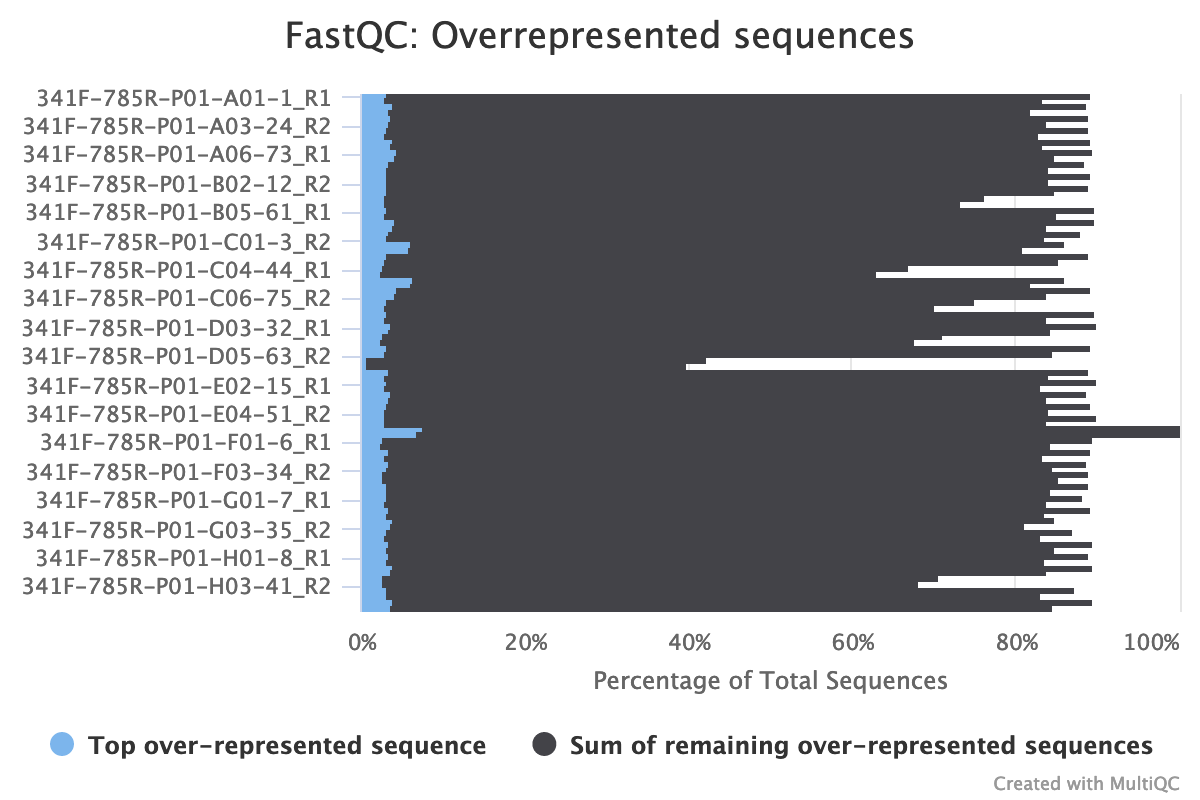 FastQC: Overrepresented sequences
341F-785R-P01-A01-1_R1
341F-785R-P01-A03-24_R2
341F-785R-P01-A06-73_R1
341F-785R-P01-B02-12_R2
341F-785R-P01-B05-61_R1
341F-785R-P01-C01-3_R2
341F-785R-P01-C04-44_R1
341F-785R-P01-C06-75_R2
341F-785R-P01-D03-32_R1
341F-785R-P01-D05-63_R2
341F-785R-P01-E02-15_R1
341F-785R-P01-E04-51_R2
341F-785R-P01-F01-6_R1
341F-785R-P01-F03-34_R2
341F-785R-P01-G01-7_R1
341F-785R-P01-G03-35_R2
341F-785R-P01-H01-8_R1
341F-785R-P01-H03-41_R2
0% 20% 40% 60% 80% 100%
Percentage of Total Sequences
Top over-represented sequence Sum of remaining over-represented sequences
Created with MultiQC